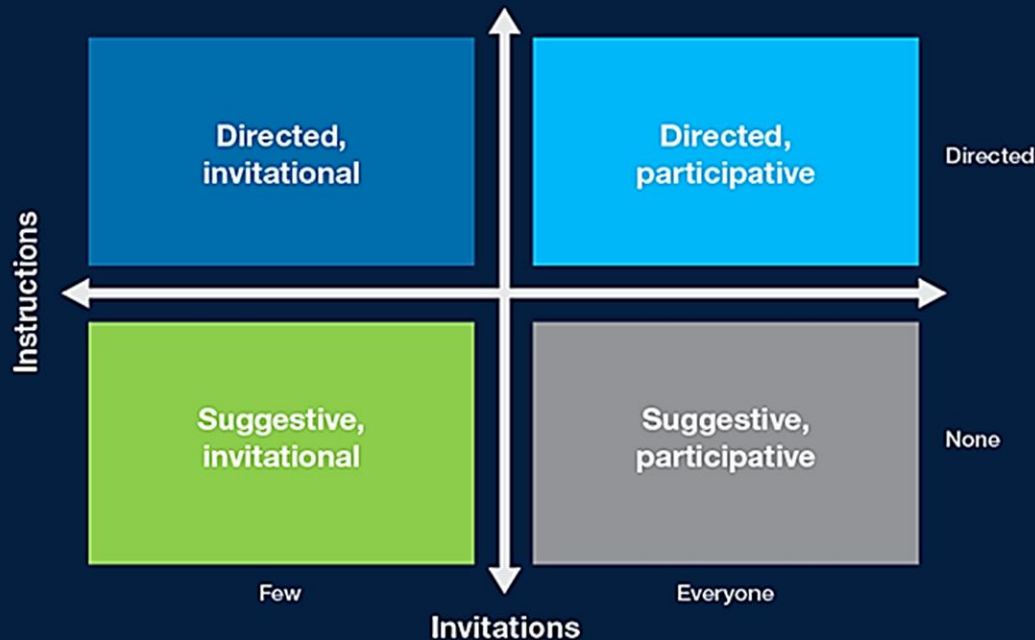 Directed,
invitational
Directed,
participative
Directed
Instructions
Suggestive,
invitational
Suggestive,
participative
None
Few
Everyone
Invitations